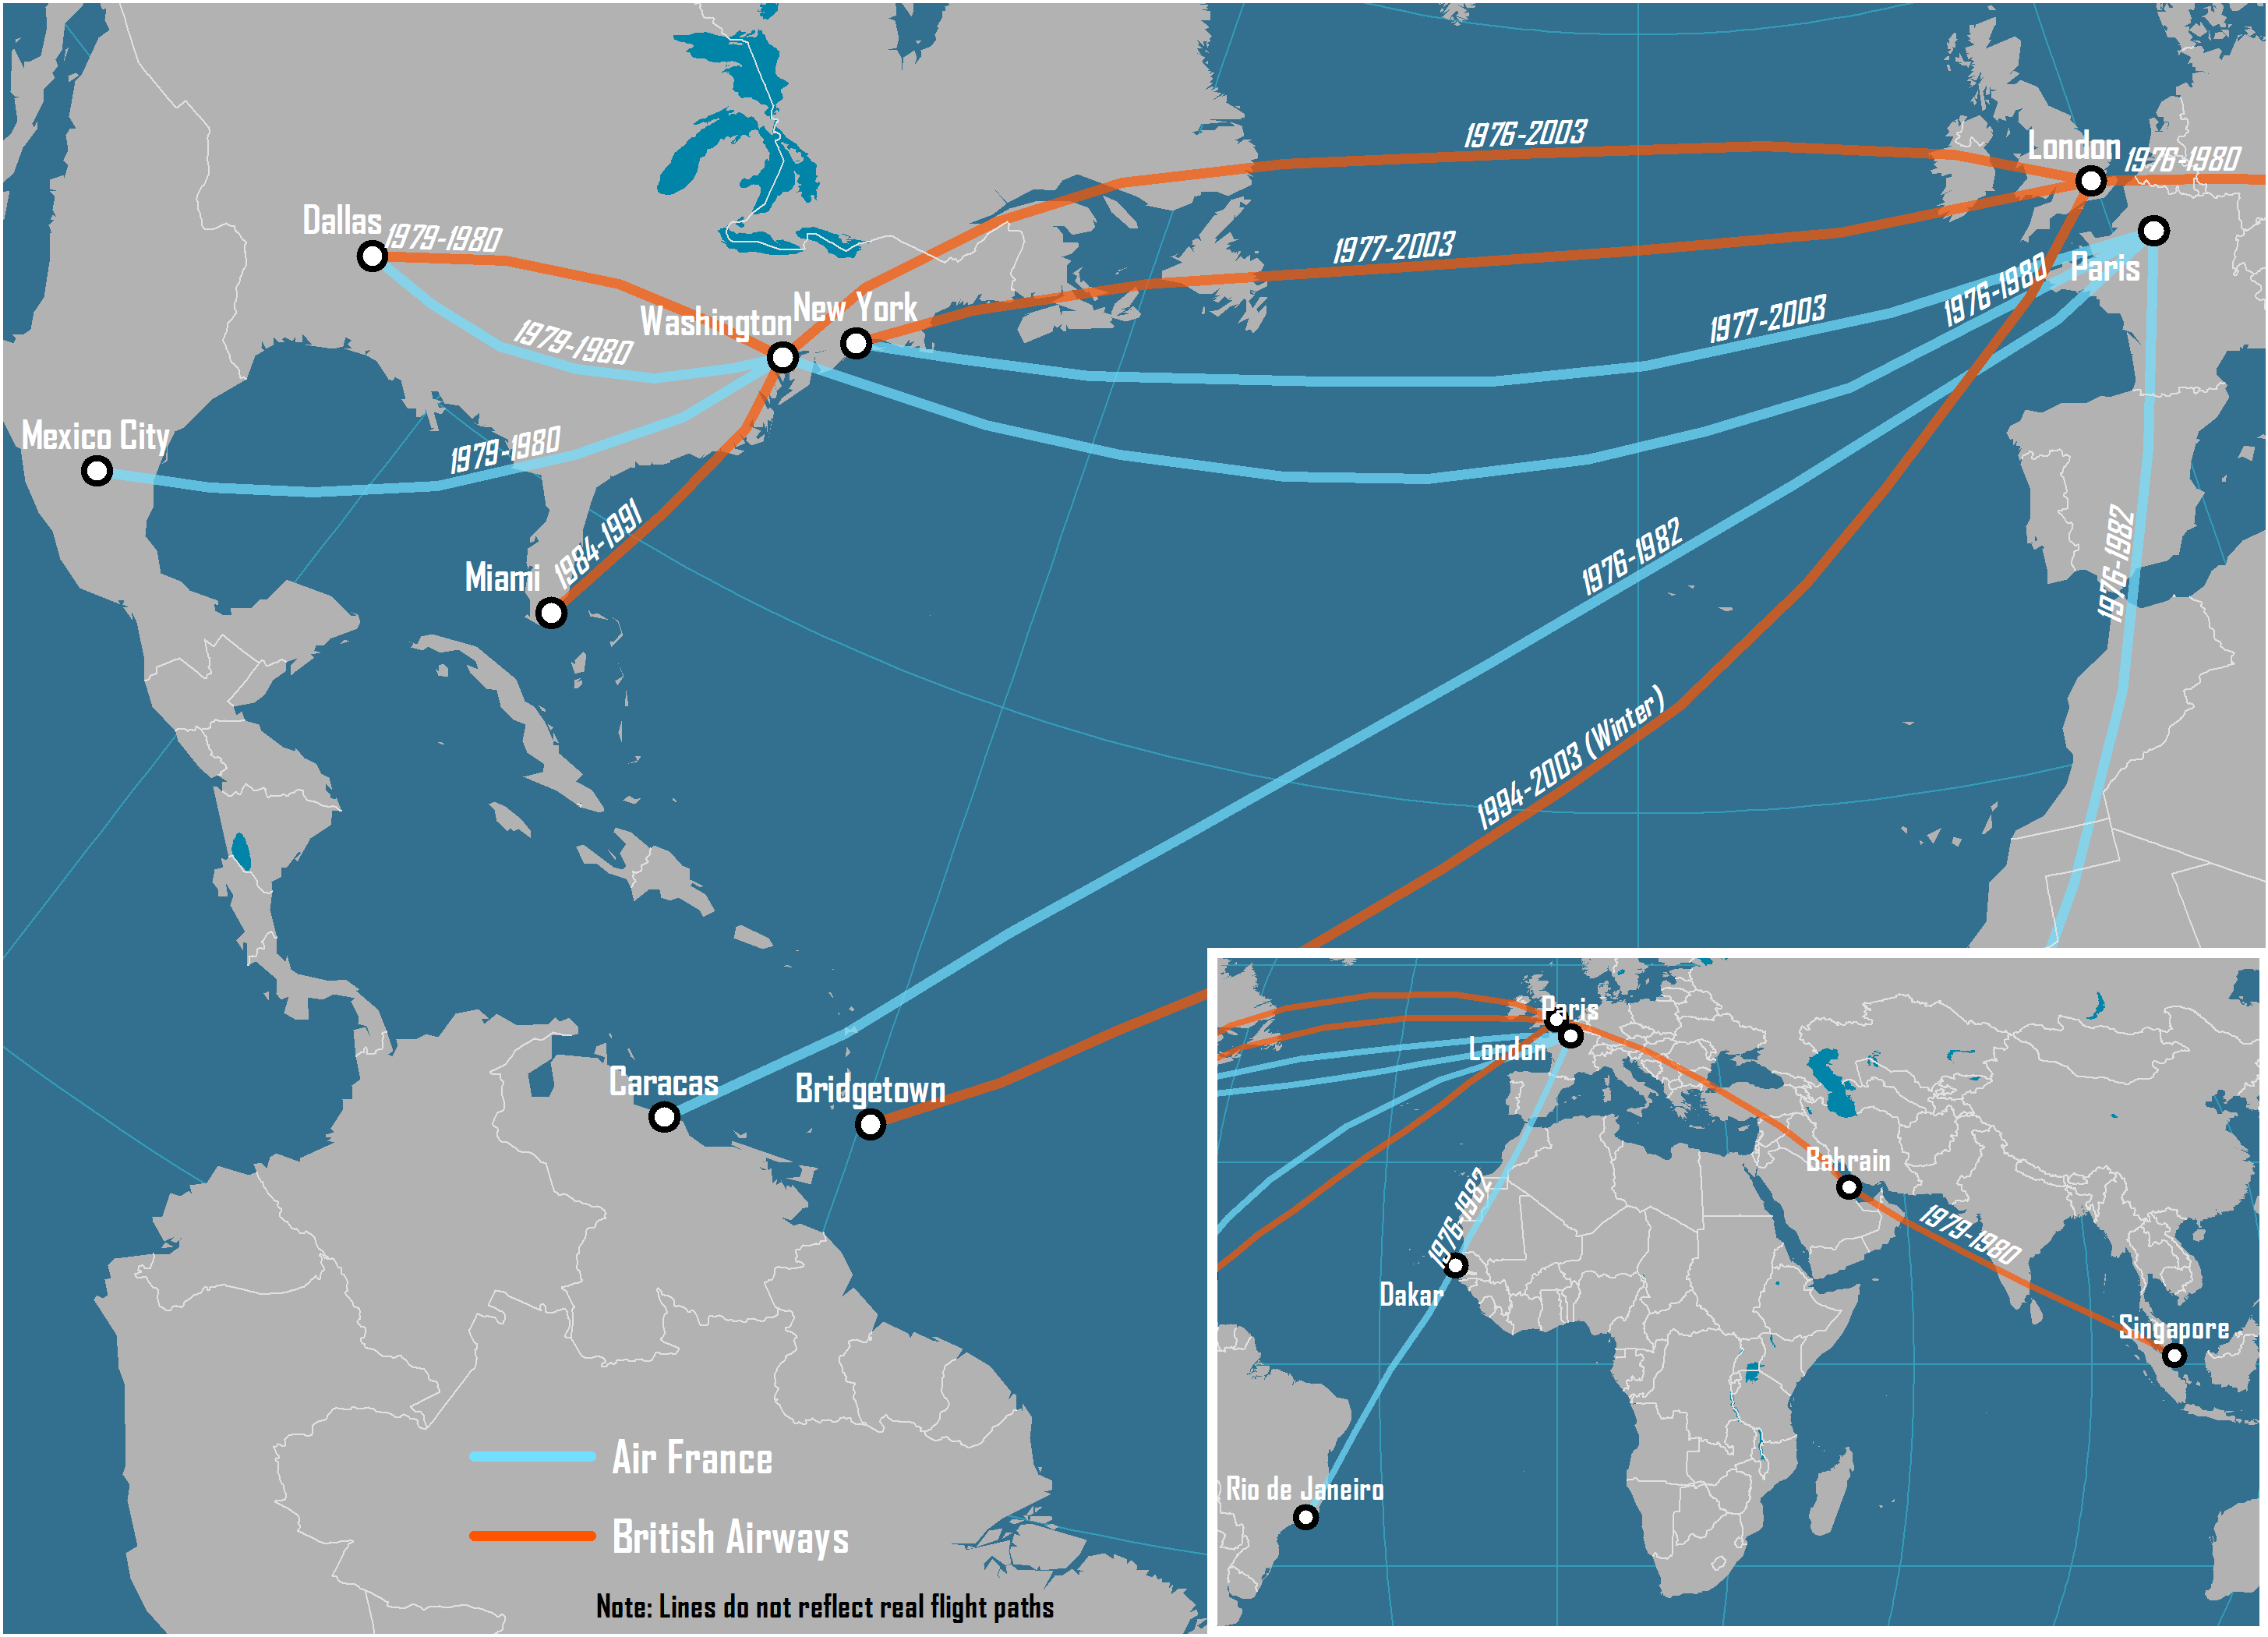 1976-2003
London
1976-1980
Dallas
1979-1980
1977-2003
Paris
1976-1980
Washington
New York
1977-2003
1979-1980
Mexico City
1979-1980
1984-1991
Miami
1976-1982
1976-1982
1994-2003 (Winter)
Caracas
Bridgetown
Paris
London
Bahrain
1976-1982
1979-1980
Dakar
Singapore
Rio de Janeiro
Air France
British Airways
Note: Lines do not reflect real flight paths